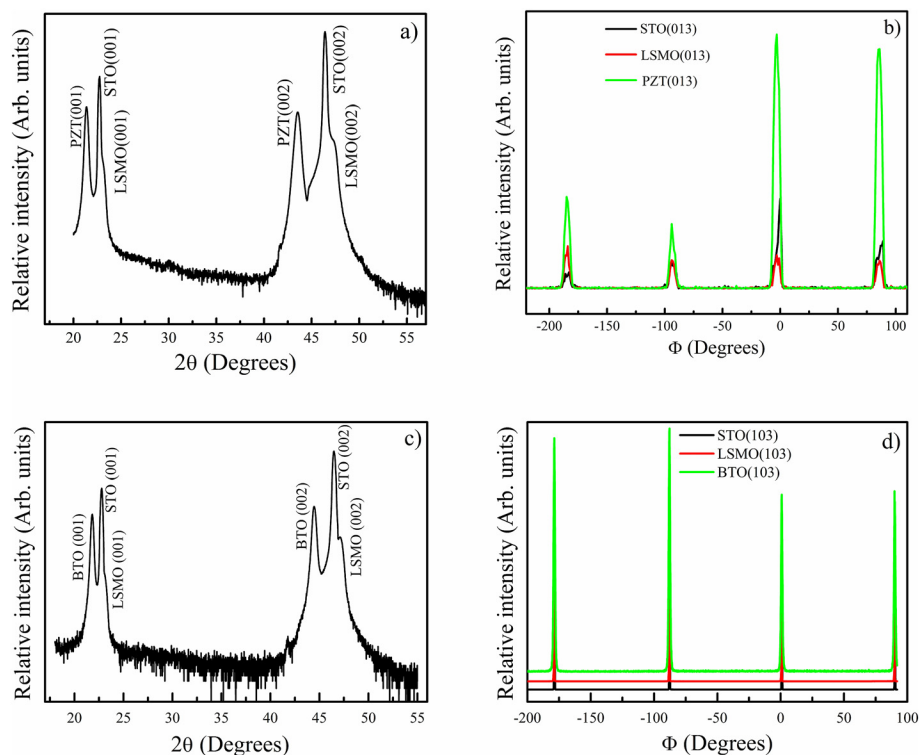 a)
Relative intensity (Arb. units)
PZT(001)
STO(001)
LSMO(001)
PZT(002)
STO(002)
LSMO(002)
20 25 30 35 40 45 50 55
2θ (Degrees)
b)
Relative intensity (Arb. units)
STO(013)
LSMO(013)
PZT(013)
-200 -150 -100 -50 0 50 100
Φ (Degrees)
c)
Relative intensity (Arb. units)
BTO (001)
STO (001)
LSMO (001)
BTO (002)
STO (002)
LSMO (002)
20 25 30 35 40 45 50 55
2θ (Degrees)
d)
Relative intensity (Arb. units)
STO(103)
LSMO(103)
BTO(103)
-200 -150 -100 -50 0 50 100
Φ (Degrees)